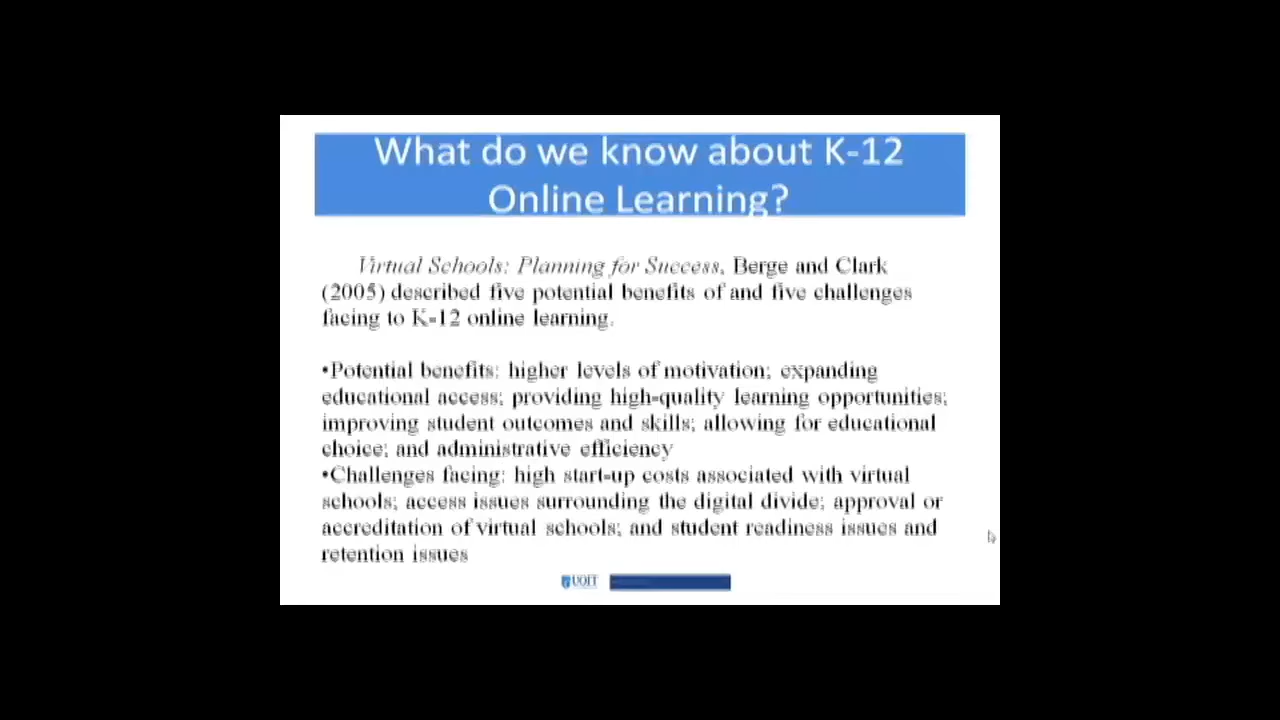 What do we know about K-12
Online Learning?
Virtual Schools: Planning for Success, Berge and Clark
(2005) described five potential benefits of and five challenges
facing to K-12 online learning.
•Potential benefits: higher levels of motivation; expanding
educational access; providing high-quality learning opportunities;
improving student outcomes and skills; allowing for educational
choice; and administrative efficiency
•Challenges facing: high start-up costs associated with virtual
schools; access issues surrounding the digital divide; approval or
accreditation of virtual schools; and student readiness issues and
retention issues
UOIT